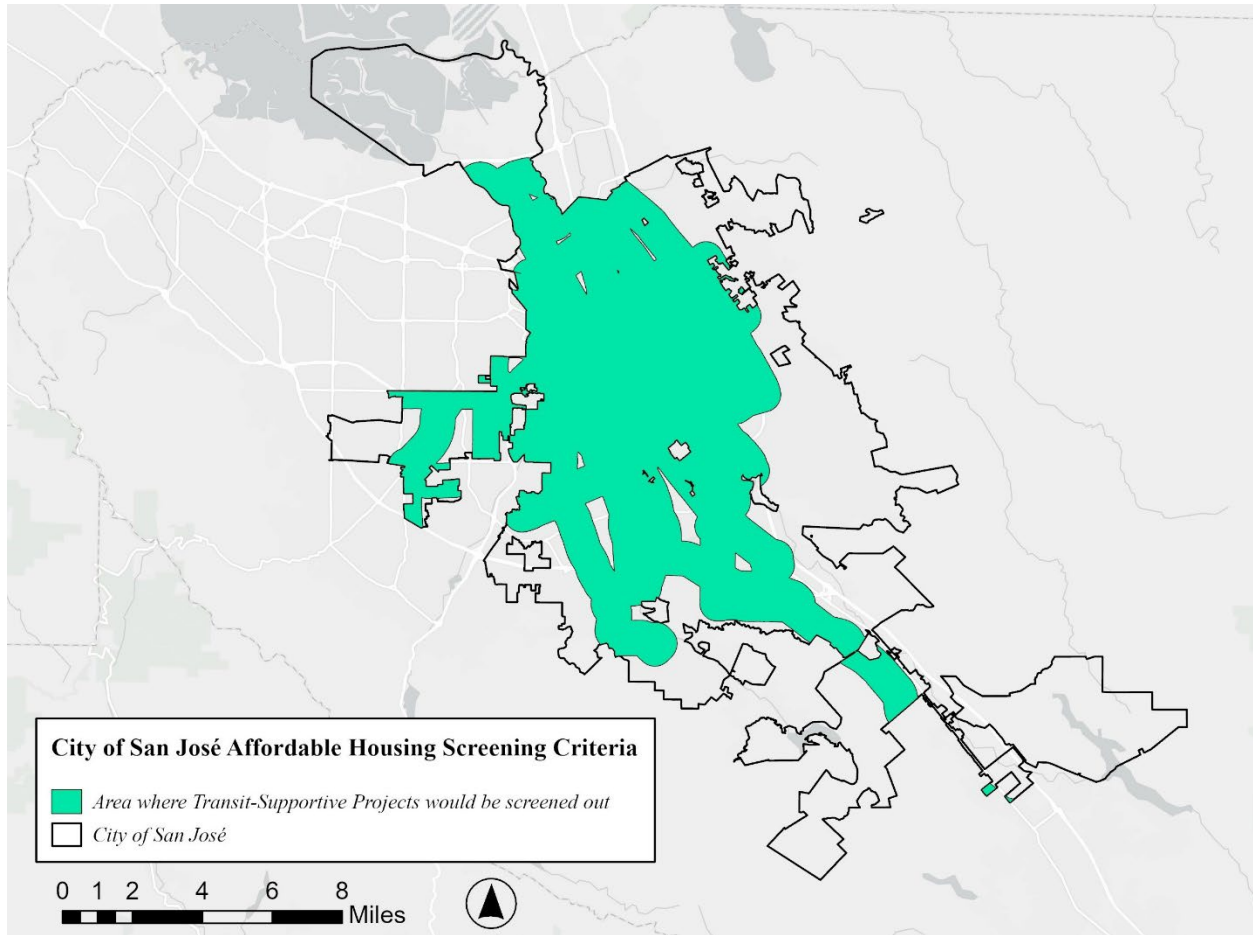 City of San José Affordable Housing Screening Criteria
Area where Transit-Supportive Projects would be screened out
City of San José
0 1 2 4 6 8
Miles